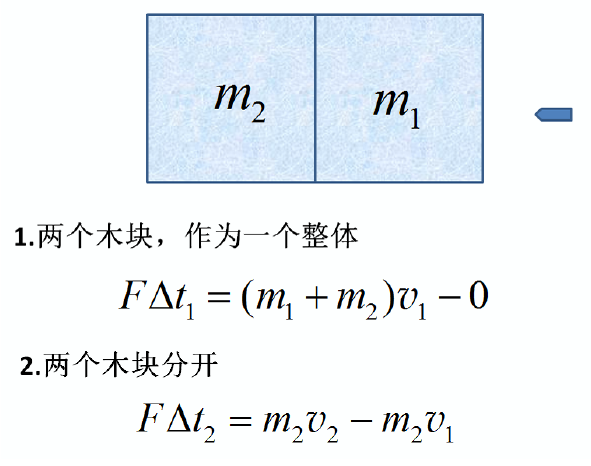 m₂ m₁
1.两个木块，作为一个整体
FΔt₁ = (m₁ + m₂)v₁ − 0
2.两个木块分开
FΔt₂ = m₂v₂ − m₂v₁